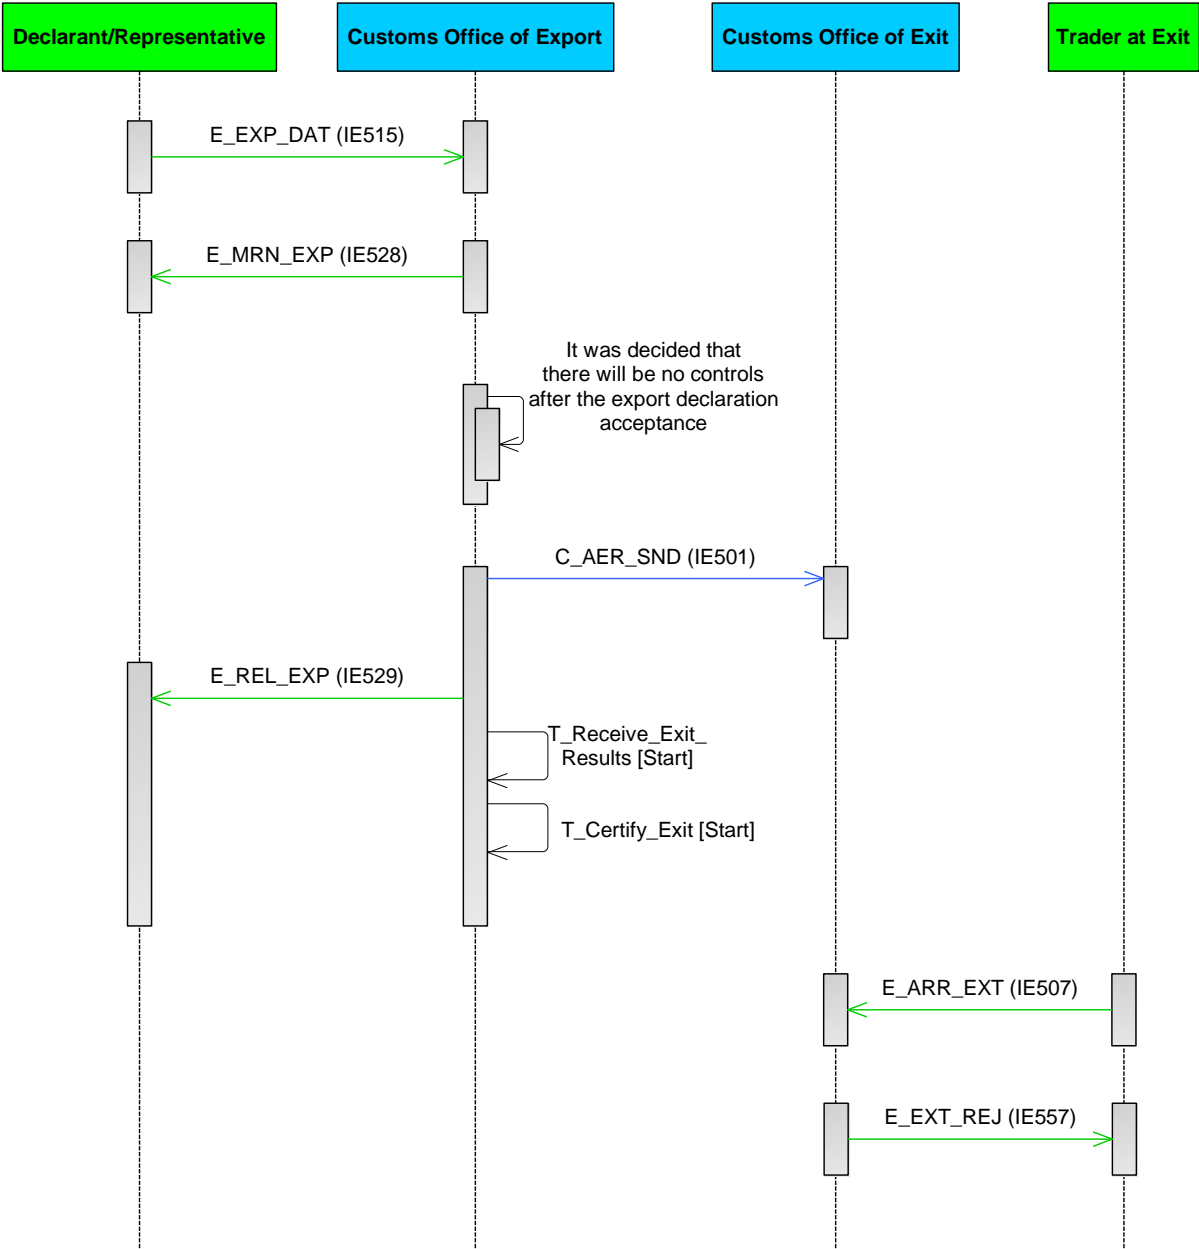 Declarant/Representative
Customs Office of Export
Customs Office of Exit
Trader at Exit
E_EXP_DAT (IE515)
E_MRN_EXP (IE528)
It was decided that
there will be no controls
after the export declaration
acceptance
C_AER_SND (IE501)
E_REL_EXP (IE529)
T_Receive_Exit_
Results [Start]
T_Certify_Exit [Start]
E_ARR_EXT (IE507)
E_EXT_REJ (IE557)